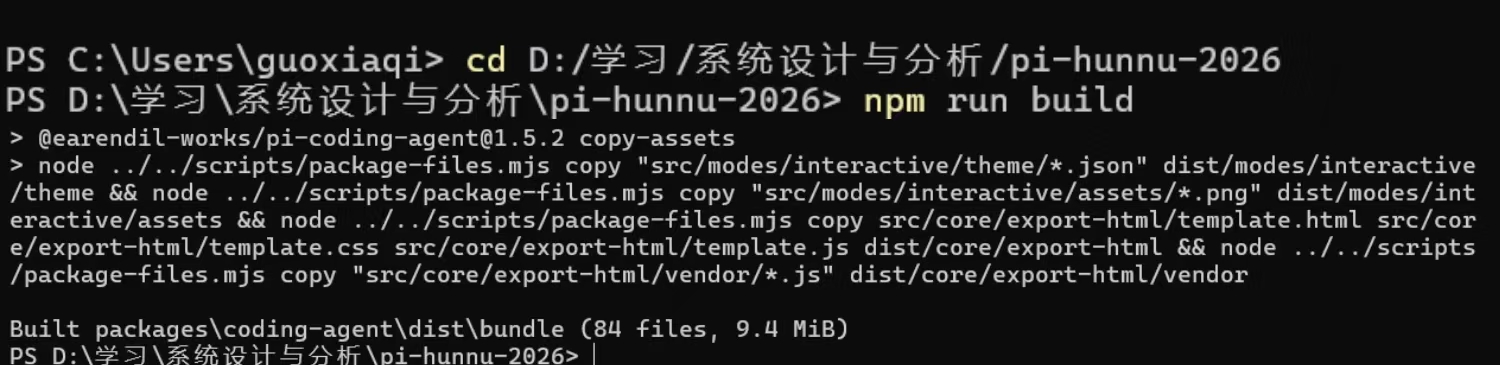 PS C:\Users\guoxiaqi> cd D:/学习/系统设计与分析/pi-hunnu-2026
PS D:\学习\系统设计与分析\pi-hunnu-2026> npm run build
> @earendil-works/pi-coding-agent@1.5.2 copy-assets
> node ../../scripts/package-files.mjs copy "src/modes/interactive/theme/*.json" dist/modes/interactive
/theme && node ../../scripts/package-files.mjs copy "src/modes/interactive/assets/*.png" dist/modes/int
eractive/assets && node ../../scripts/package-files.mjs copy src/core/export-html/template.html src/cor
e/export-html/template.css src/core/export-html/template.js dist/core/export-html && node ../../scripts
/package-files.mjs copy "src/core/export-html/vendor/*.js" dist/core/export-html/vendor
Built packages\coding-agent\dist\bundle (84 files, 9.4 MiB)
PS D:\学习\系统设计与分析\pi-hunnu-2026>